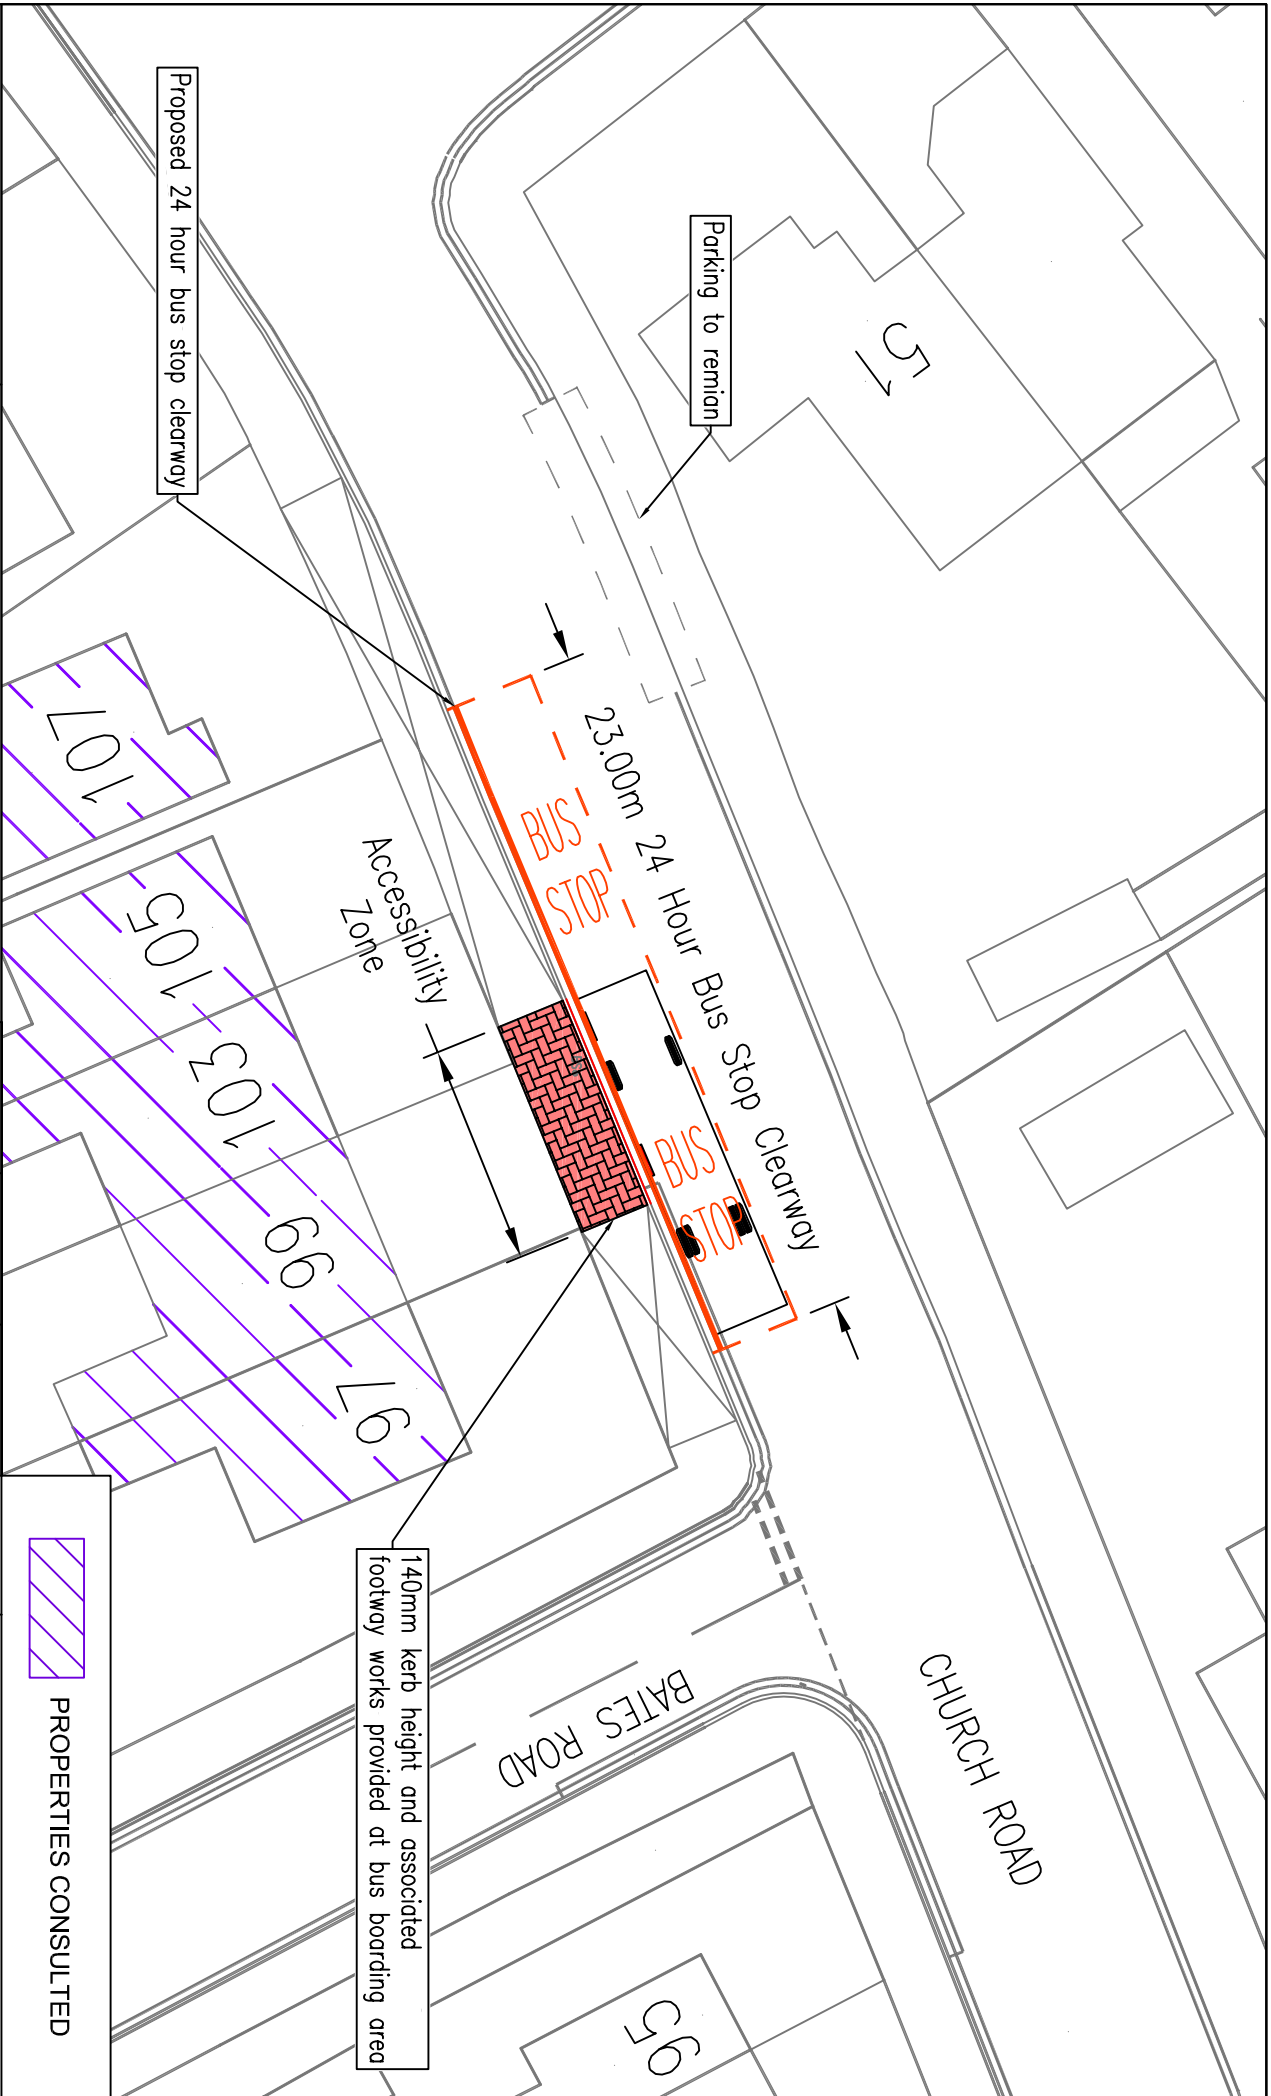 Parking to remian
51
Proposed 24 hour bus stop clearway
23.00m 24 Hour Bus Stop Clearway
BUS
STOP
BUS
STOP
Accessibility
Zone
107
105
103
99
97
140mm kerb height and associated
footway works provided at bus boarding area
CHURCH ROAD
BATES ROAD
95
PROPERTIES CONSULTED